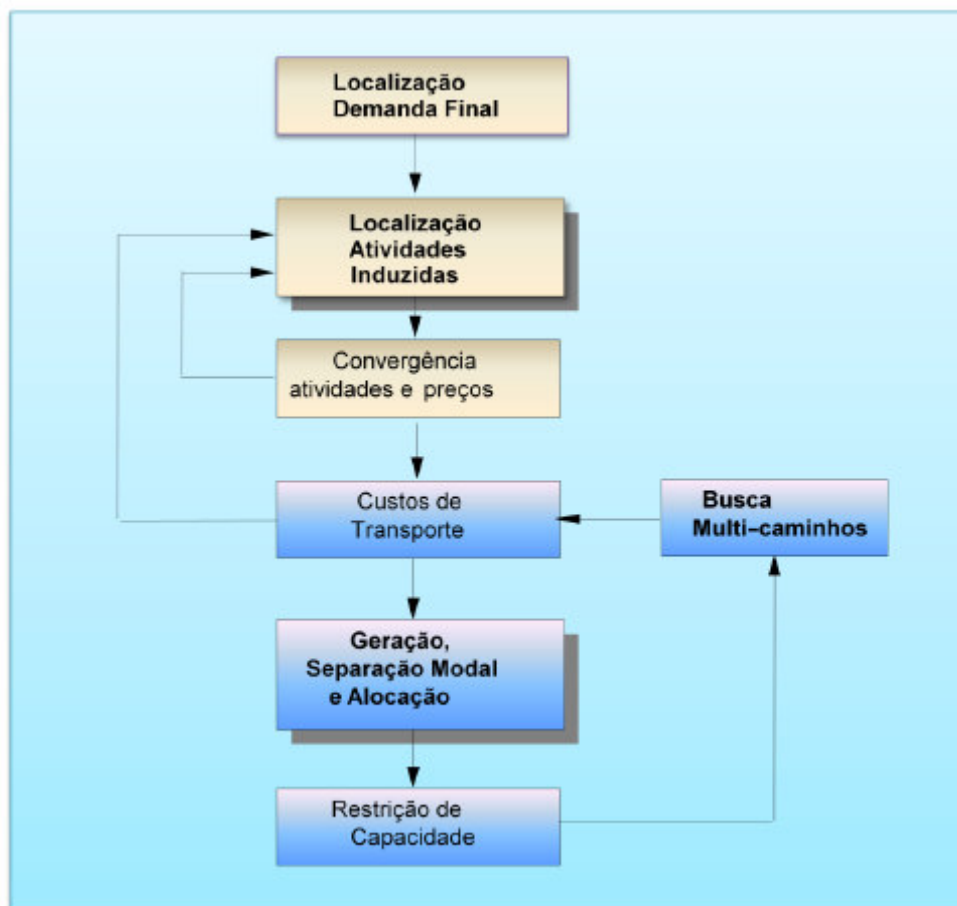 Localização
Demanda Final
Localização
Atividades
Induzidas
Convergência
atividades e preços
Custos de
Transporte
Busca
Multi-caminhos
Geração,
Separação Modal
e Alocação
Restrição de
Capacidade